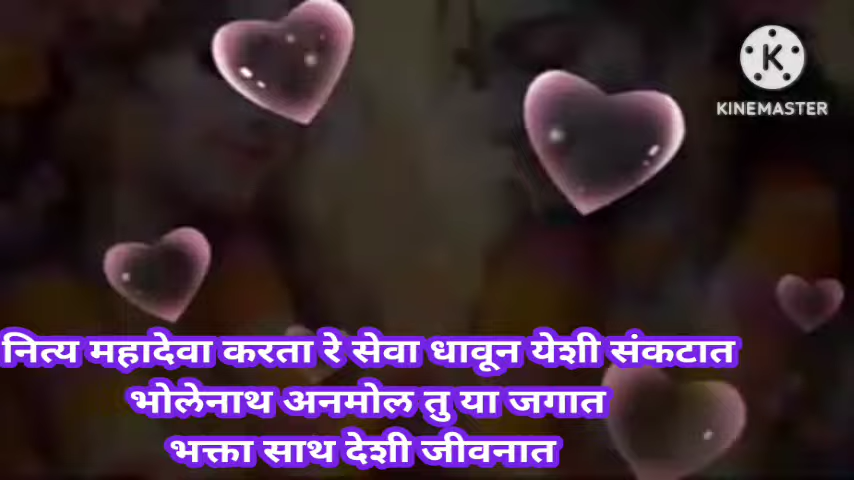 KINEMASTER
नित्य महादेवा करता रे सेवा धावून येशी संकटात
भोलेनाथ अनमोल तु या जगात
भक्ता साथ देशी जीवनात